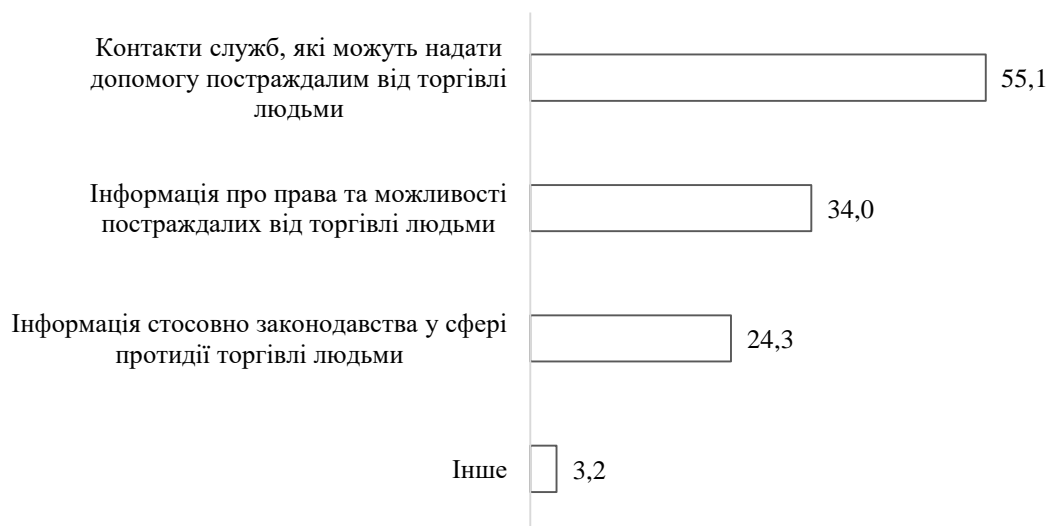 Контакти служб, які можуть надати
допомогу постраждалим від торгівлі
людьми
55,1
Інформація про права та можливості
постраждалих від торгівлі людьми
34,0
Інформація стосовно законодавства у сфері
протидії торгівлі людьми
24,3
Інше
3,2